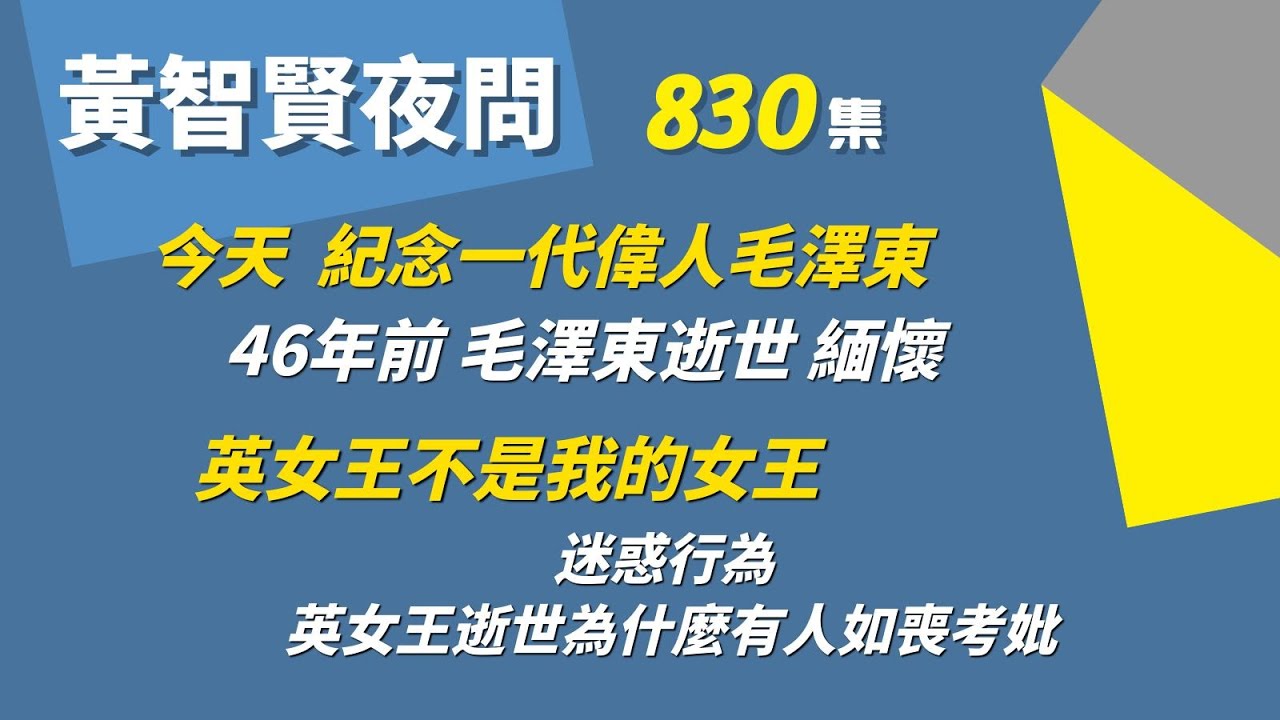 黃智賢夜問 830集
今天 紀念一代偉人毛澤東
46年前 毛澤東逝世 緬懷
英女王不是我的女王
迷惑行為
英女王逝世為什麼有人如喪考妣